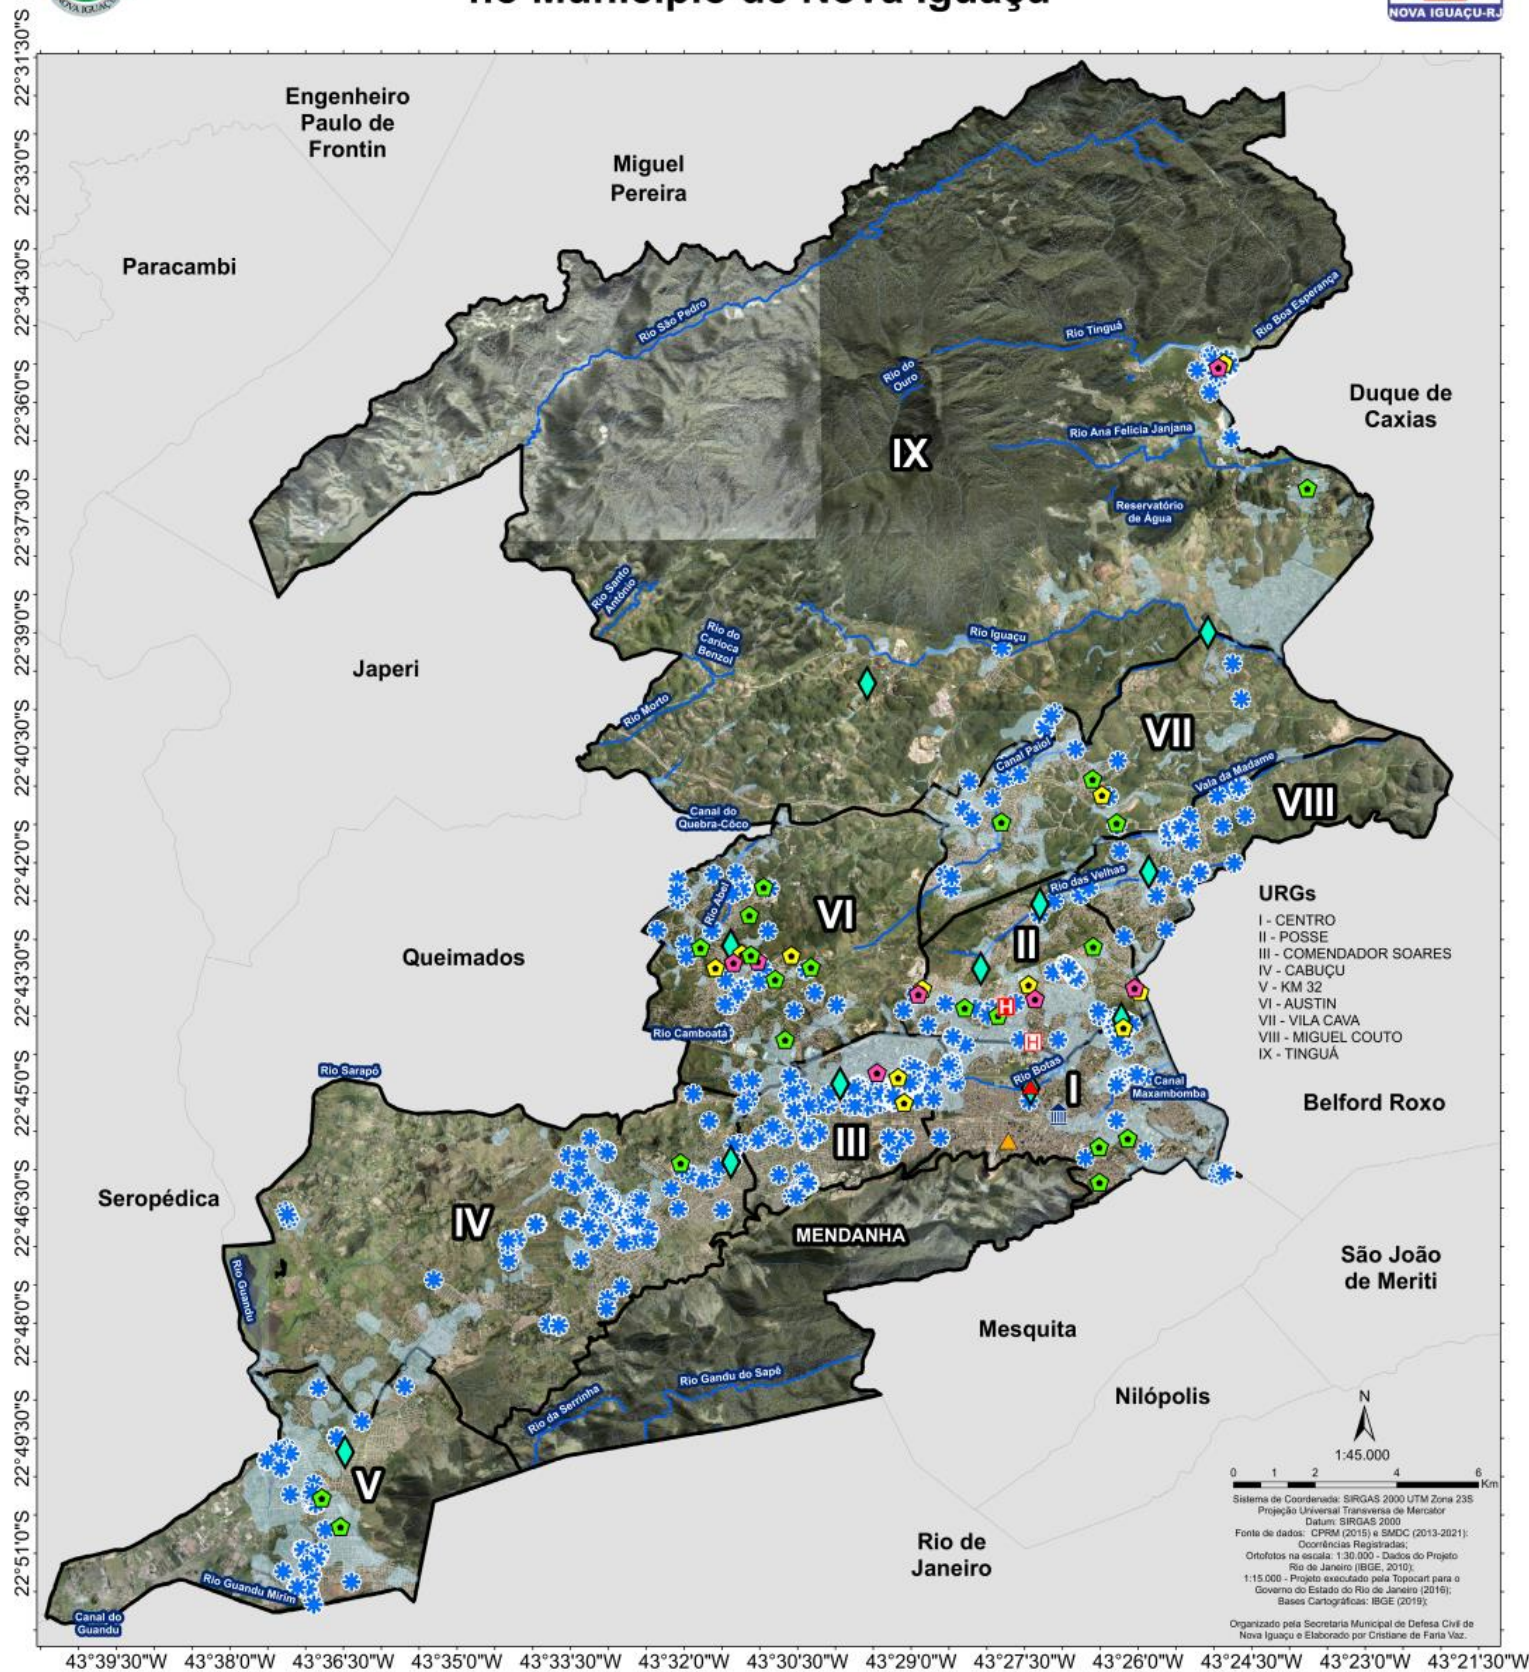 no Município de Nova Iguaçu
NOVA IGUAÇU
NOVA IGUAÇU-RJ
22°31'30"S
22°33'0"S
22°34'30"S
22°36'0"S
22°37'30"S
22°39'0"S
22°40'30"S
22°42'0"S
22°43'30"S
22°45'0"S
22°46'30"S
22°48'0"S
22°49'30"S
22°51'0"S
Engenheiro
Paulo de
Frontin
Miguel
Pereira
Paracambi
Rio São Pedro
Rio Boa Esperança
Rio Tinguá
Rio do
Ouro
Duque de
Caxias
Rio Ana Felícia Janjana
IX
Reservatório
de Água
Rio Santo
Antônio
Rio do
Carioca
Benzol
Rio Iguaçu
Japeri
Rio Morto
VII
Canal Paiol
Vala da Madame
VIII
Canal do
Quebra-Côco
Rio das Velhas
Rio Abel
VI
II
URGs
I - CENTRO
II - POSSE
III - COMENDADOR SOARES
IV - CABUÇU
V - KM 32
VI - AUSTIN
VII - VILA CAVA
VIII - MIGUEL COUTO
IX - TINGUÁ
Queimados
H
Rio Camboatá
H
Rio Botas
Rio Sarapó
I
Canal
Maxambomba
Belford Roxo
III
Seropédica
IV
MENDANHA
São João
de Meriti
Rio Guandu
Mesquita
Rio Gandu do Sapê
Rio da Serrinha
Nilópolis
N
1:45.000
0 1 2 4 6
Km
V
Sistema de Coordenada: SIRGAS 2000 UTM Zona 23S
Projeção Universal Transversa de Mercator
Datum: SIRGAS 2000
Fonte de dados: CPRM (2015) e SMDC (2013-2021):
Ocorrências Registradas;
Ortofotos na escala: 1:30.000 - Dados do Projeto
Rio de Janeiro (IBGE, 2010);
1:15.000 - Projeto executado pela Topocart para o
Governo do Estado do Rio de Janeiro (2016);
Bases Cartográficas: IBGE (2019);
Organizado pela Secretaria Municipal de Defesa Civil de
Nova Iguaçu e Elaborado por Cristiane de Faria Vaz.
Rio de
Janeiro
Rio Guandu Mirim
Canal do
Guandu
43°39'30"W 43°38'0"W 43°36'30"W 43°35'0"W 43°33'30"W 43°32'0"W 43°30'30"W 43°29'0"W 43°27'30"W 43°26'0"W 43°24'30"W 43°23'0"W 43°21'30"W